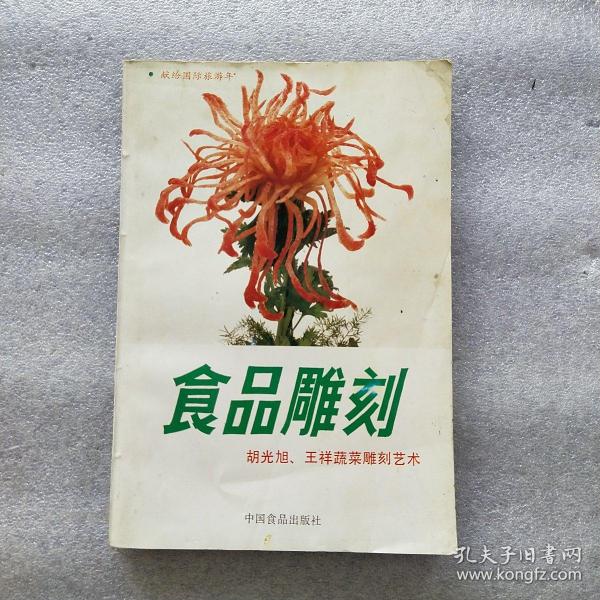 • 献给国际旅游年
食品雕刻
胡光旭、王祥蔬菜雕刻艺术
中国食品出版社
孔夫子旧书网
www.kongfz.com